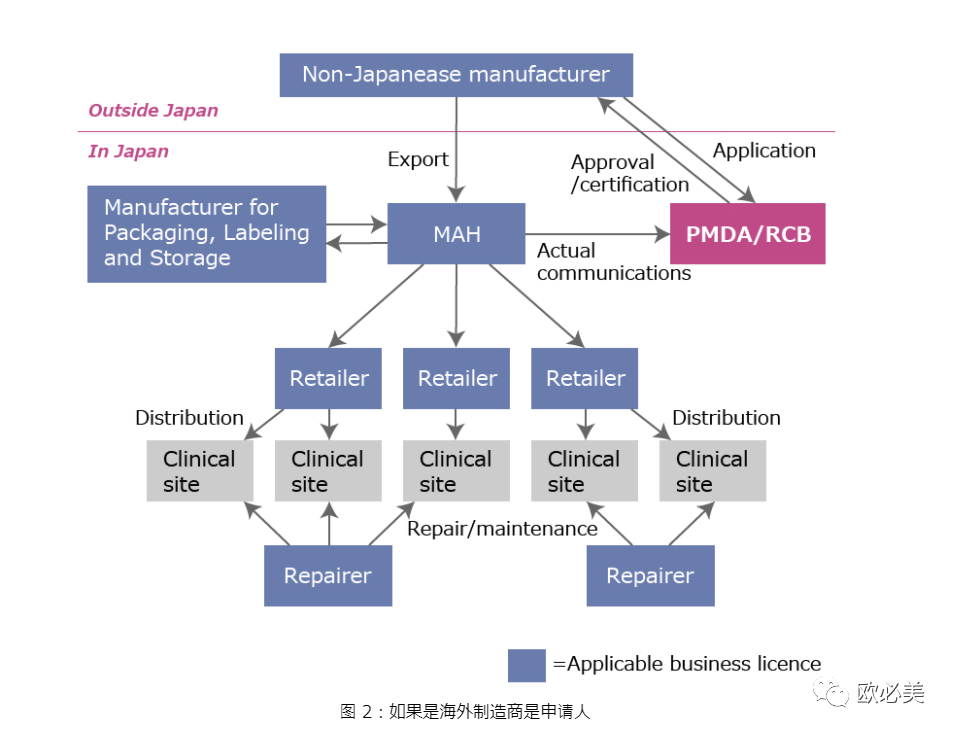 Non-Japanease manufacturer
Outside Japan
In Japan
Export
Approval
/certification
Application
Manufacturer for
Packaging, Labeling
and Storage
MAH
PMDA/RCB
Actual
communications
Retailer
Retailer
Retailer
Distribution
Distribution
Clinical
site
Clinical
site
Clinical
site
Clinical
site
Clinical
site
Repair/maintenance
Repairer
Repairer
=Applicable business licence
欧必美
图 2：如果是海外制造商是申请人